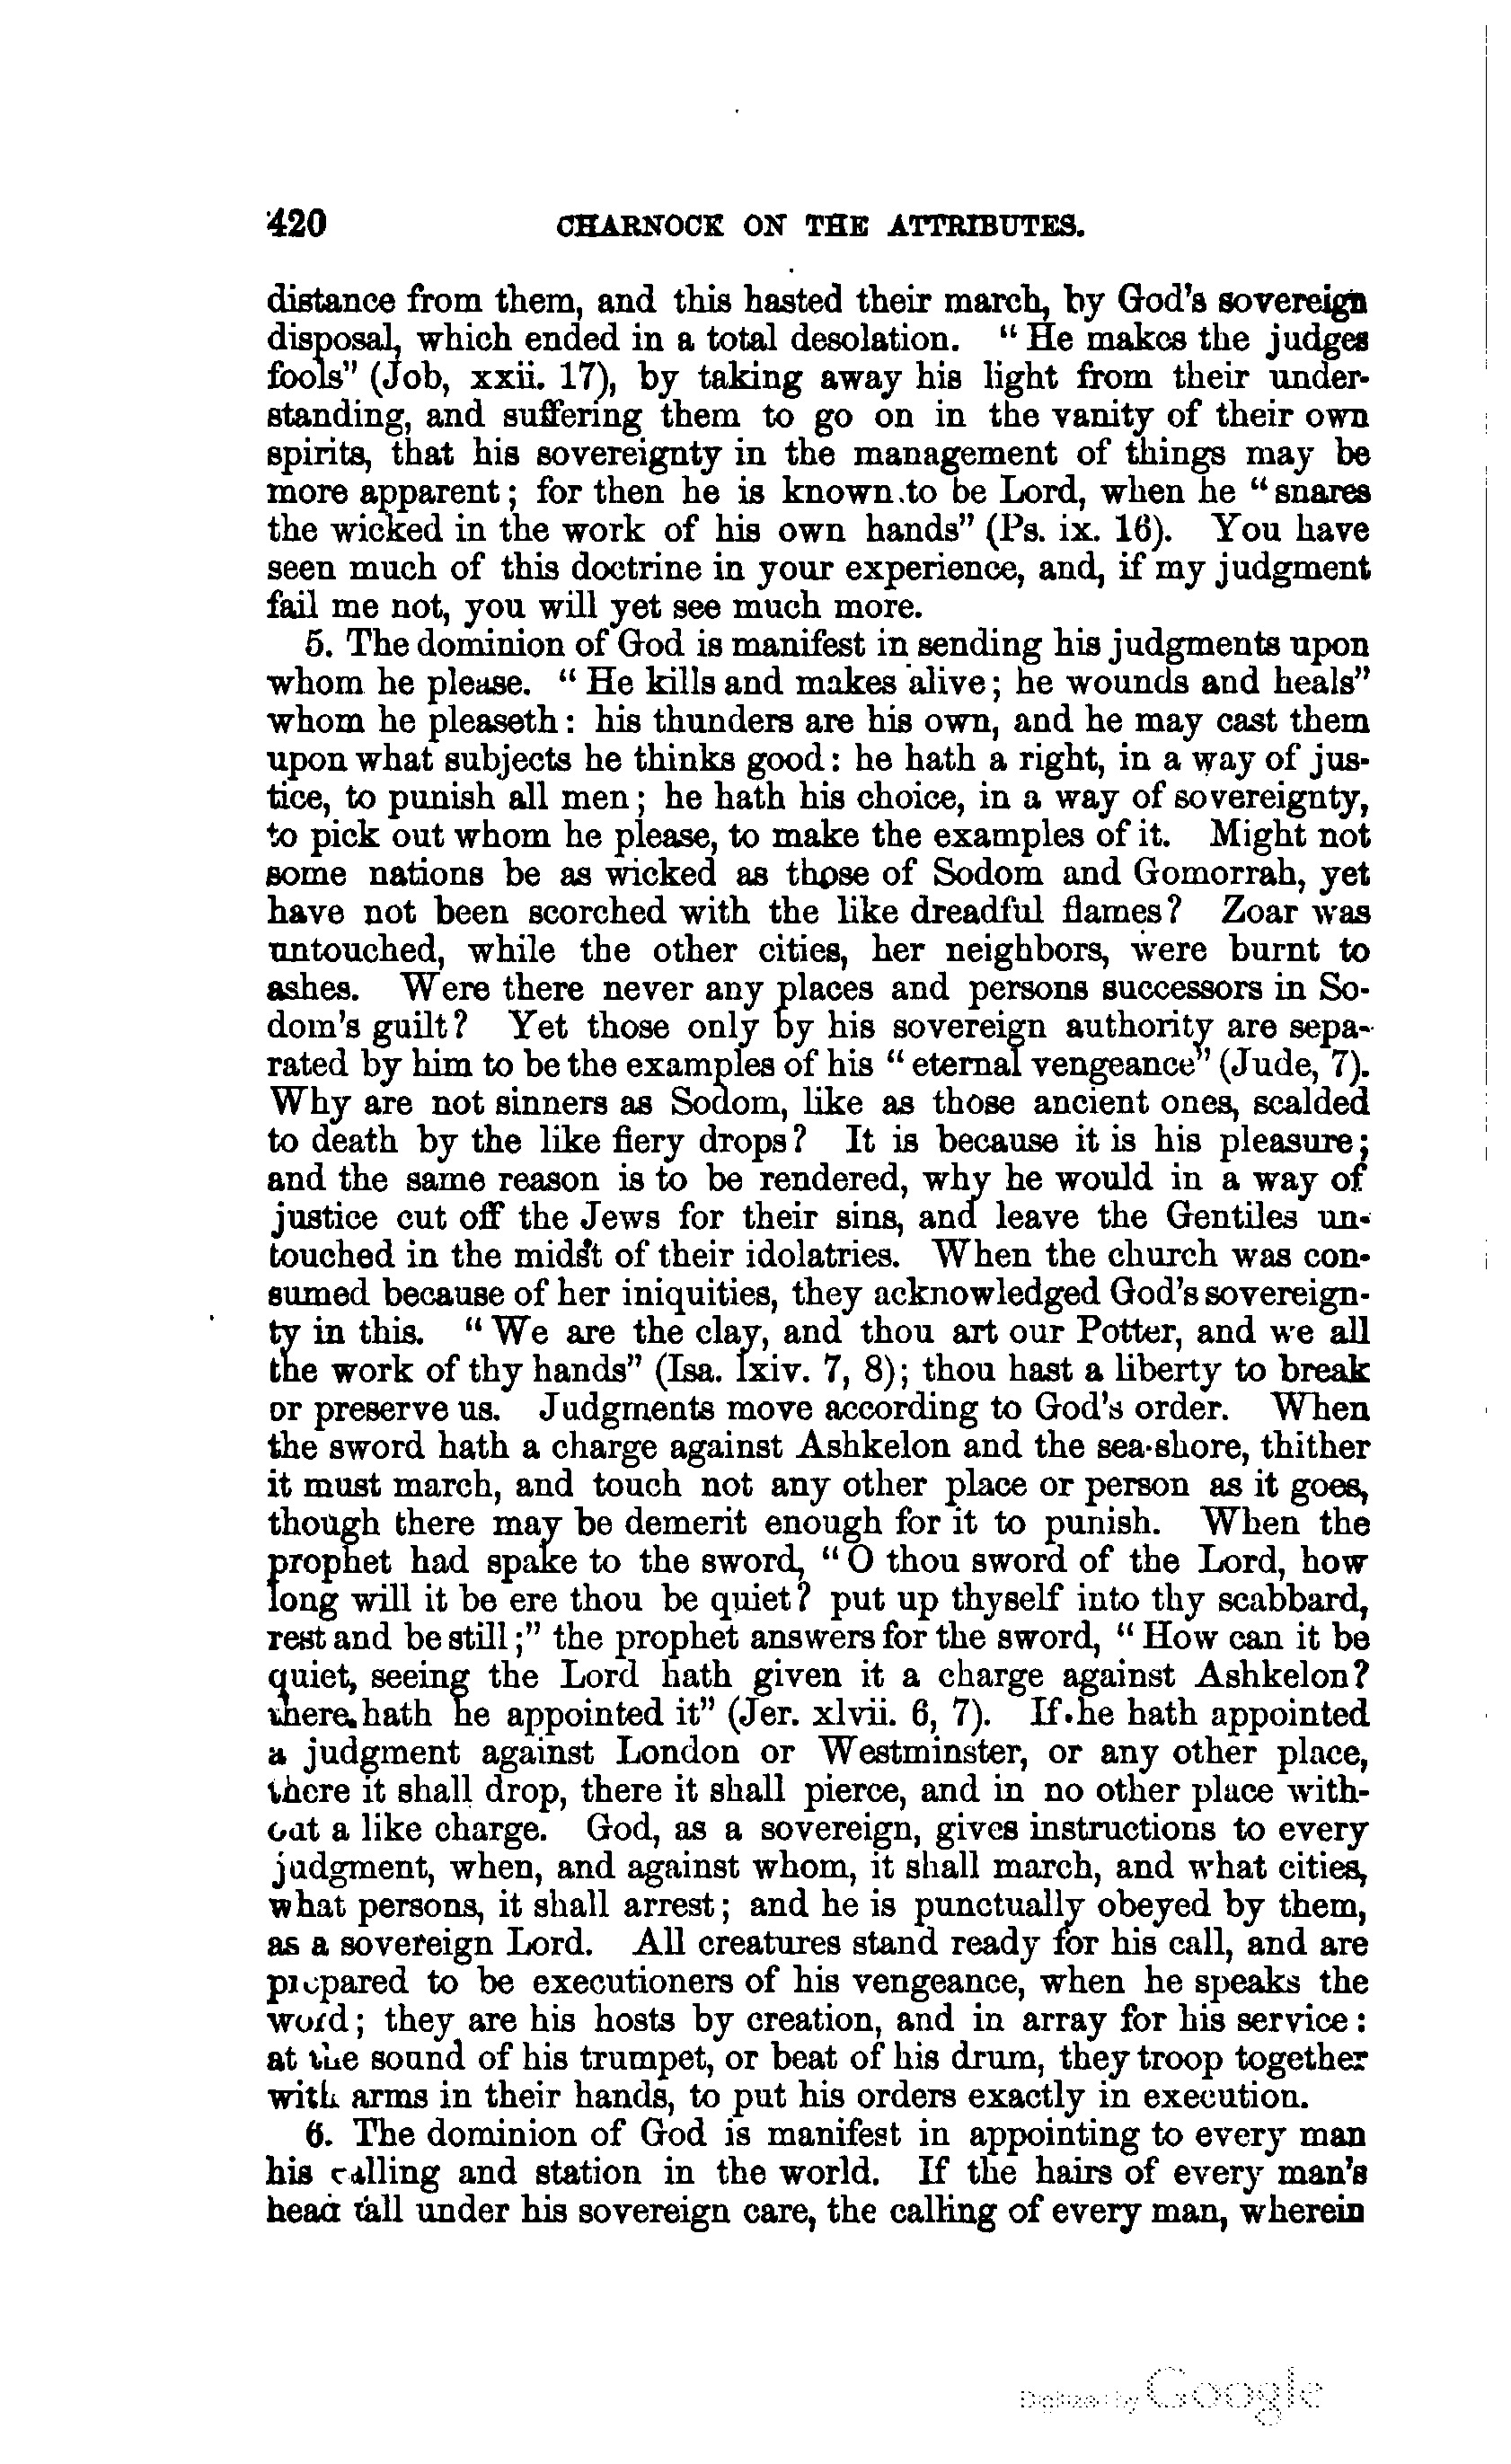 420 CHARNOCK ON THE ATTRIBUTES.
distance from them, and this hasted their march, by God's sovereign
disposal, which ended in a total desolation. "He makes the judges
fools" (Job, xxii. 17), by taking away his light from their under-
standing, and suffering them to go on in the vanity of their own
spirits, that his sovereignty in the management of things may be
more apparent; for then he is known to be Lord, when he "snares
the wicked in the work of his own hands" (Ps. ix. 16). You have
seen much of this doctrine in your experience, and, if my judgment
fail me not, you will yet see much more.
5. The dominion of God is manifest in sending his judgments upon
whom he please. "He kills and makes alive; he wounds and heals"
whom he pleaseth: his thunders are his own, and he may cast them
upon what subjects he thinks good: he hath a right, in a way of jus-
tice, to punish all men; he hath his choice, in a way of sovereignty,
to pick out whom he please, to make the examples of it. Might not
some nations be as wicked as those of Sodom and Gomorrah, yet
have not been scorched with the like dreadful flames? Zoar was
untouched, while the other cities, her neighbors, were burnt to
ashes. Were there never any places and persons successors in So-
dom's guilt? Yet those only by his sovereign authority are sepa-
rated by him to be the examples of his "eternal vengeance" (Jude, 7).
Why are not sinners as Sodom, like as those ancient ones, scalded
to death by the like fiery drops? It is because it is his pleasure;
and the same reason is to be rendered, why he would in a way of
justice cut off the Jews for their sins, and leave the Gentiles un-
touched in the midst of their idolatries. When the church was con-
sumed because of her iniquities, they acknowledged God's sovereign-
ty in this. "We are the clay, and thou art our Potter, and we all
the work of thy hands" (Isa. lxiv. 7, 8); thou hast a liberty to break
or preserve us. Judgments move according to God's order. When
the sword hath a charge against Ashkelon and the sea-shore, thither
it must march, and touch not any other place or person as it goes,
though there may be demerit enough for it to punish. When the
prophet had spake to the sword, "O thou sword of the Lord, how
long will it be ere thou be quiet? put up thyself into thy scabbard,
rest and be still;" the prophet answers for the sword, "How can it be
quiet, seeing the Lord hath given it a charge against Ashkelon?
there hath he appointed it" (Jer. xlvii. 6, 7). If he hath appointed
a judgment against London or Westminster, or any other place,
there it shall drop, there it shall pierce, and in no other place with-
out a like charge. God, as a sovereign, gives instructions to every
judgment, when, and against whom, it shall march, and what cities,
what persons, it shall arrest; and he is punctually obeyed by them,
as a sovereign Lord. All creatures stand ready for his call, and are
prepared to be executioners of his vengeance, when he speaks the
word; they are his hosts by creation, and in array for his service:
at the sound of his trumpet, or beat of his drum, they troop together
with arms in their hands, to put his orders exactly in execution.
6. The dominion of God is manifest in appointing to every man
his calling and station in the world. If the hairs of every man's
head fall under his sovereign care, the calling of every man, wherein
Digitized by Google